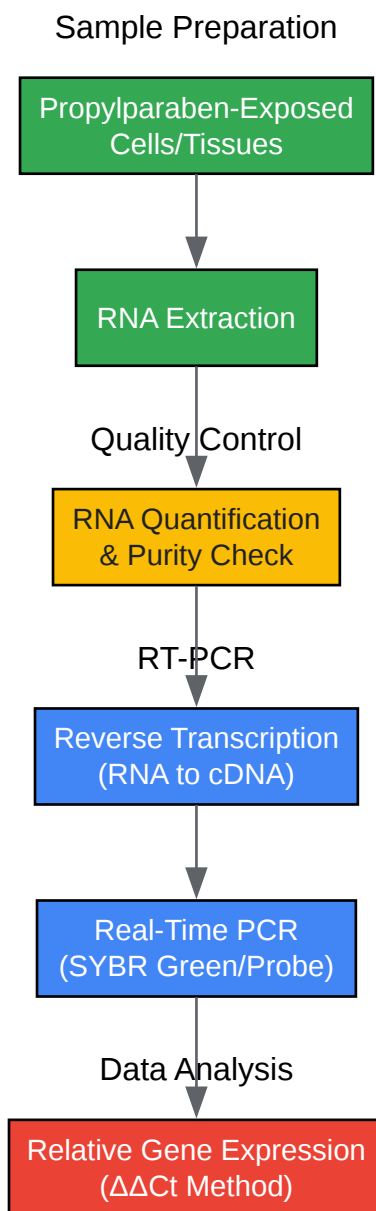 Sample Preparation
Propylparaben-Exposed
Cells/Tissues
RNA Extraction
Quality Control
RNA Quantification
& Purity Check
RT-PCR
Reverse Transcription
(RNA to cDNA)
Real-Time PCR
(SYBR Green/Probe)
Data Analysis
Relative Gene Expression
(ΔΔCt Method)